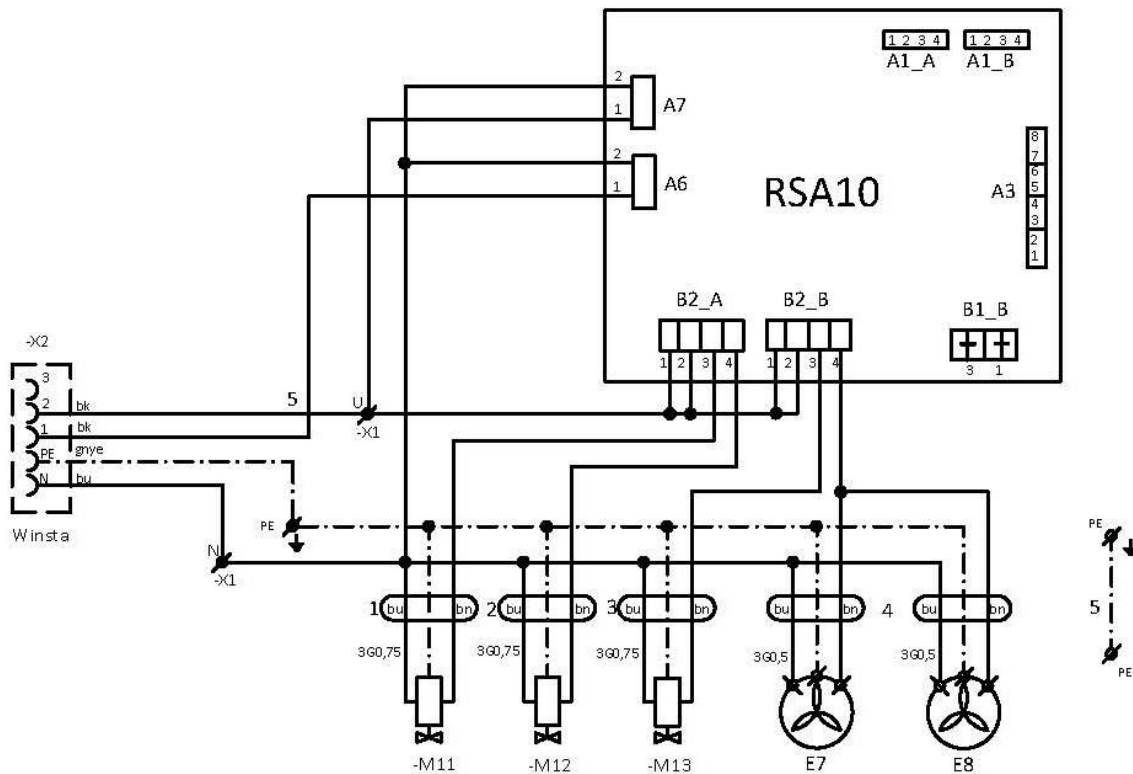 1 2 3 4
1 2 3 4
A1_A
A1_B
2
1
A7
2
1
A6
RSA10
A3
8
7
6
5
4
3
2
1
B2_A
B2_B
B1_B
1
2
3
4
1
2
3
4
3
1
-X2
3
2
bk
5
U
-X1
1
bk
PE
gnye
N
bu
Winsta
PE
N
-X1
PE
1
bu
bn
2
bu
bn
3
bu
bn
bu
bn
4
bu
bn
5
3G0,75
3G0,75
3G0,75
3G0,5
3G0,5
PE
-M11
-M12
-M13
E7
E8